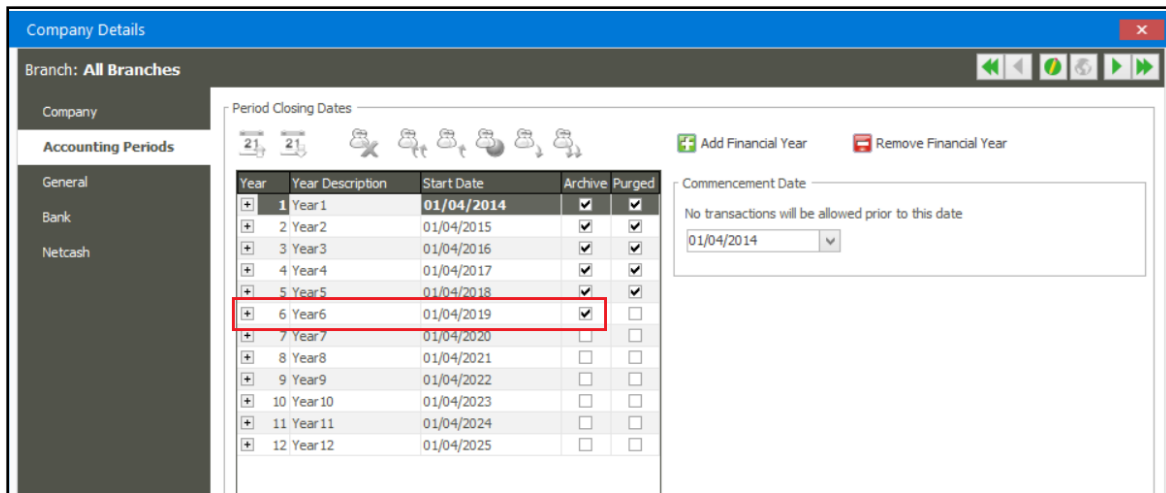 Company Details
Branch: All Branches
Company
Accounting Periods
General
Bank
Netcash
Period Closing Dates
21 21
Add Financial Year Remove Financial Year
Year Year Description Start Date Archive Purged
1 Year1 01/04/2014
2 Year2 01/04/2015
3 Year3 01/04/2016
4 Year4 01/04/2017
5 Year5 01/04/2018
6 Year6 01/04/2019
7 Year7 01/04/2020
8 Year8 01/04/2021
9 Year9 01/04/2022
10 Year10 01/04/2023
11 Year11 01/04/2024
12 Year12 01/04/2025
Commencement Date
No transactions will be allowed prior to this date
01/04/2014